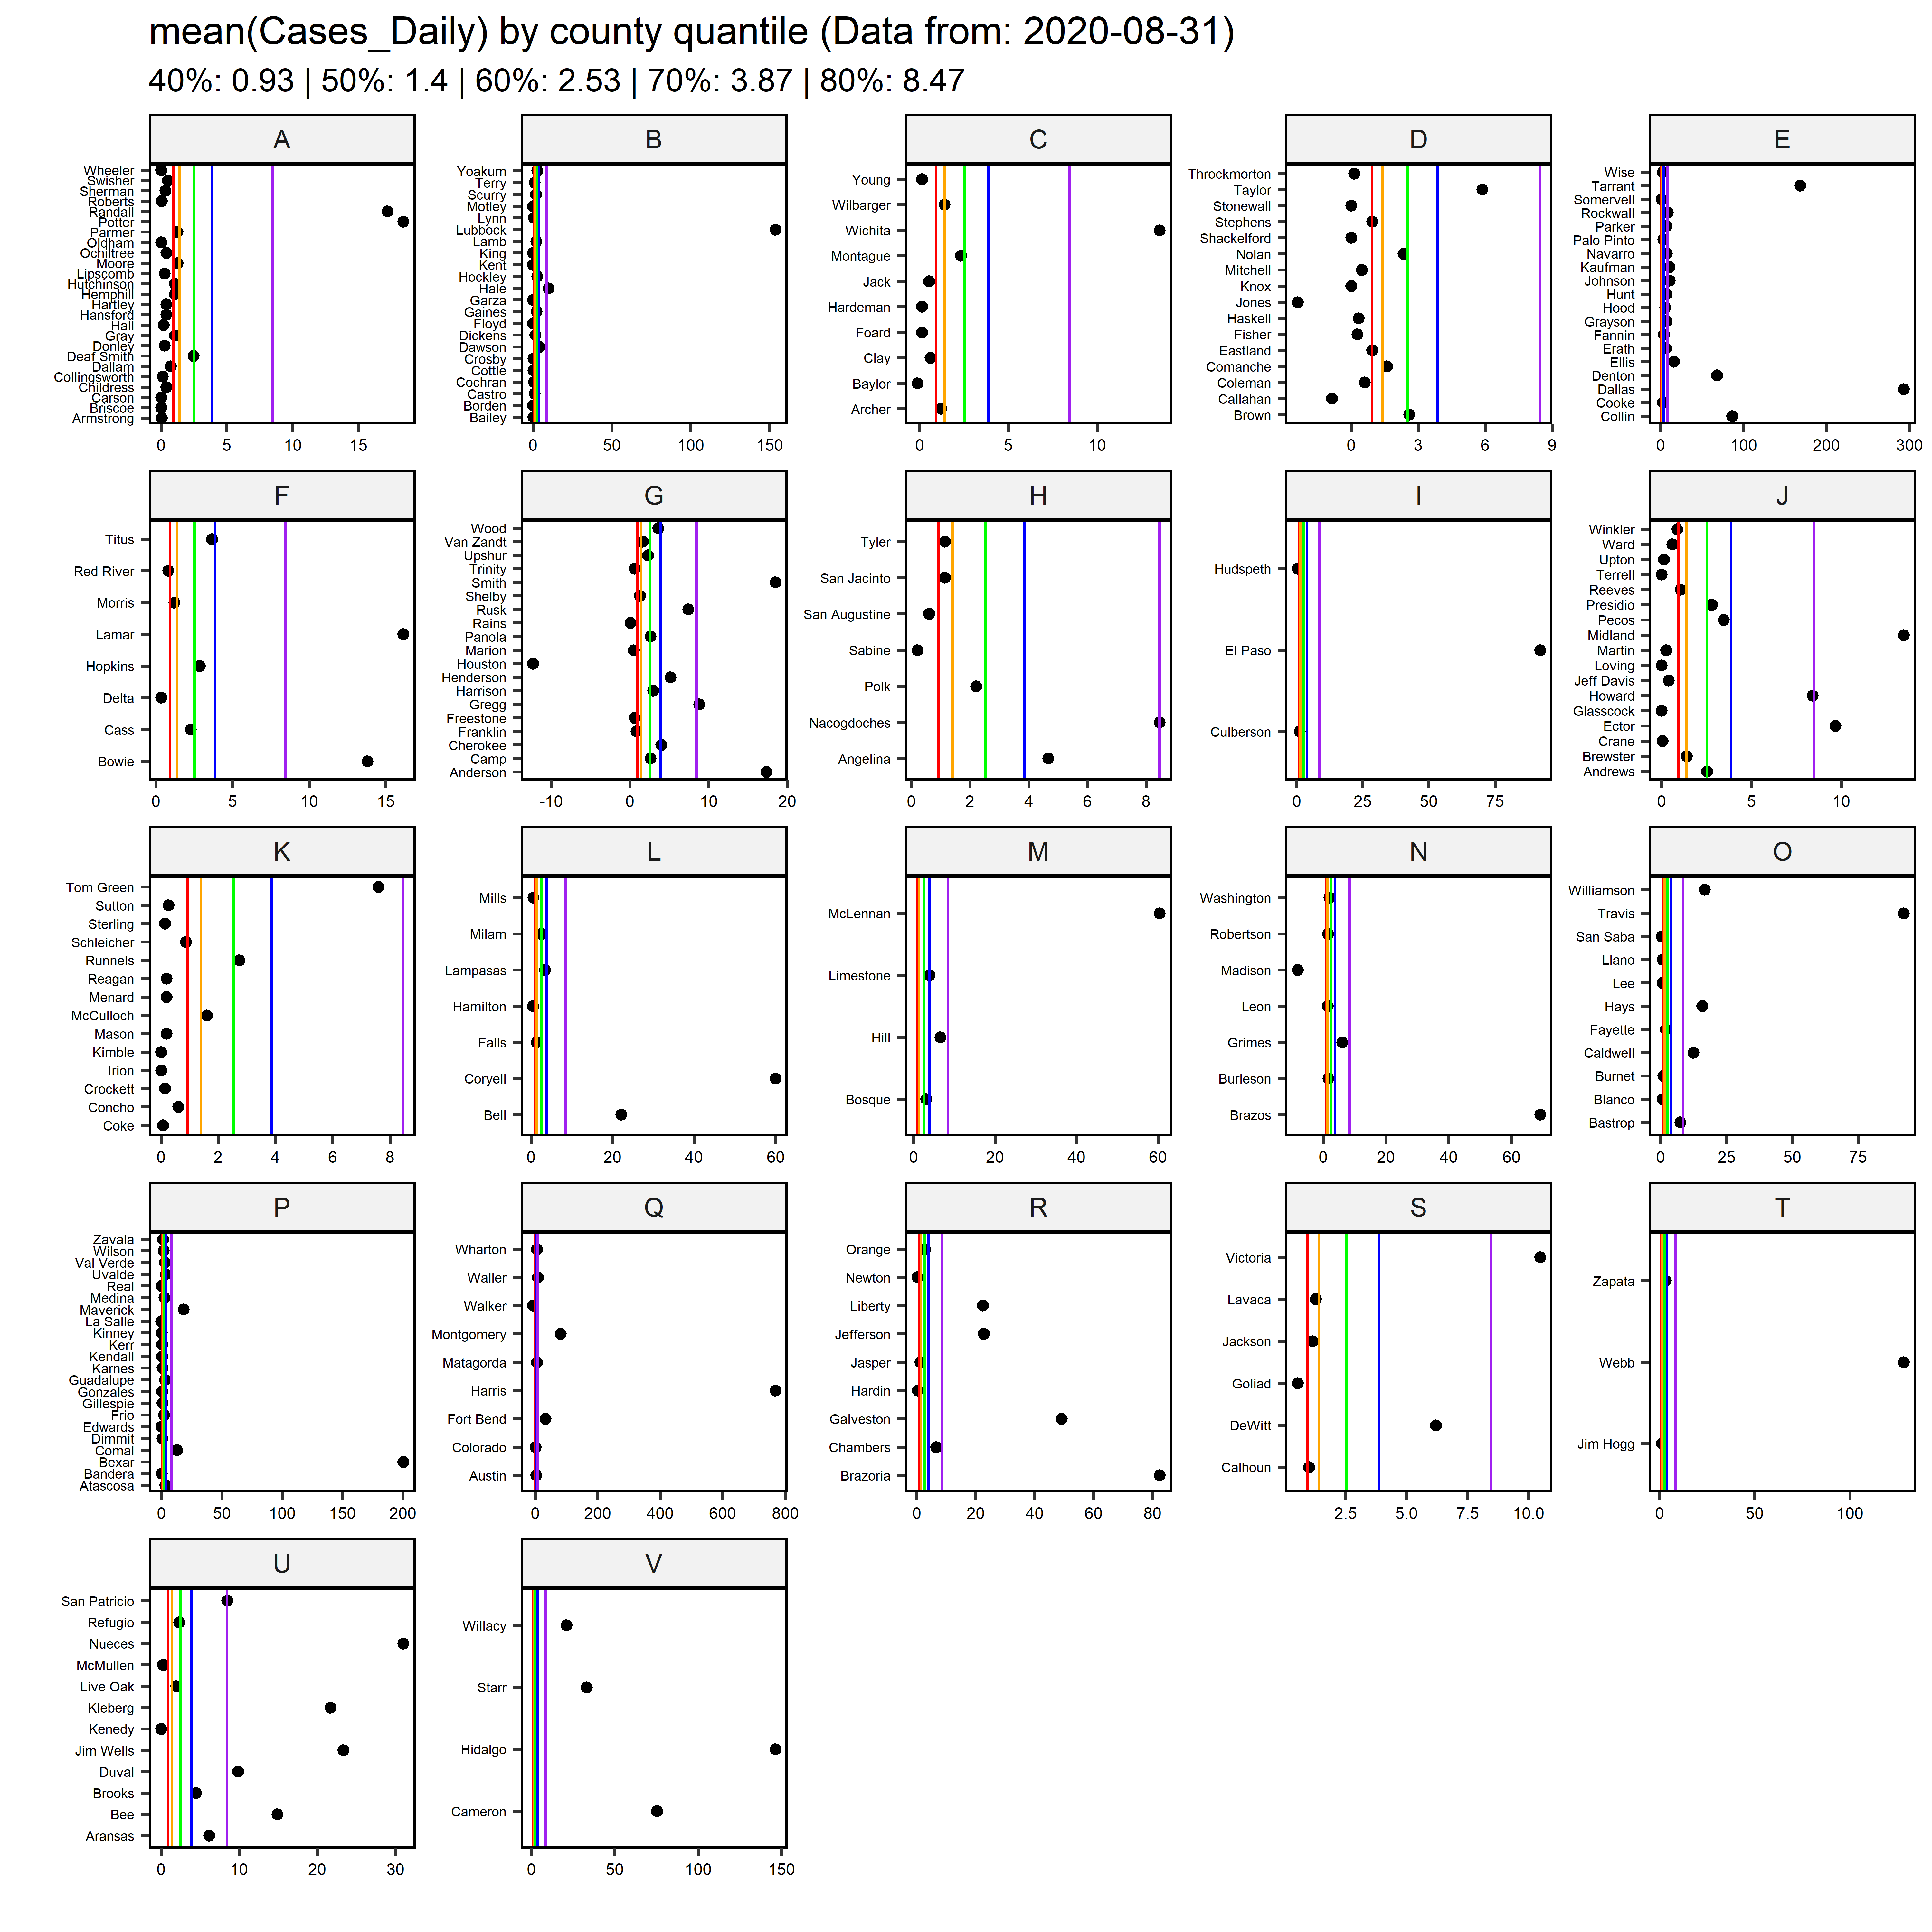 mean(Cases_Daily) by county quantile (Data from: 2020-08-31)
40%: 0.93 | 50%: 1.4 | 60%: 2.53 | 70%: 3.87 | 80%: 8.47
A
Wheeler
Swisher
Sherman
Roberts
Randall
Potter
Parmer
Oldham
Ochiltree
Moore
Lipscomb
Hutchinson
Hemphill
Hartley
Hansford
Hall
Gray
Donley
Deaf Smith
Dallam
Collingsworth
Childress
Carson
Briscoe
Armstrong
0 5 10 15
B
Yoakum
Terry
Scurry
Motley
Lynn
Lubbock
Lamb
King
Kent
Hockley
Hale
Garza
Gaines
Floyd
Dickens
Dawson
Crosby
Cottle
Cochran
Castro
Borden
Bailey
0 50 100 150
C
Young
Wilbarger
Wichita
Montague
Jack
Hardeman
Foard
Clay
Baylor
Archer
0 5 10
D
Throckmorton
Taylor
Stonewall
Stephens
Shackelford
Nolan
Mitchell
Knox
Jones
Haskell
Fisher
Eastland
Comanche
Coleman
Callahan
Brown
0 3 6 9
E
Wise
Tarrant
Somervell
Rockwall
Parker
Palo Pinto
Navarro
Kaufman
Johnson
Hunt
Hood
Grayson
Fannin
Erath
Ellis
Denton
Dallas
Cooke
Collin
0 100 200 300
F
Titus
Red River
Morris
Lamar
Hopkins
Delta
Cass
Bowie
0 5 10 15
G
Wood
Van Zandt
Upshur
Trinity
Smith
Shelby
Rusk
Rains
Panola
Marion
Houston
Henderson
Harrison
Gregg
Freestone
Franklin
Cherokee
Camp
Anderson
-10 0 10 20
H
Tyler
San Jacinto
San Augustine
Sabine
Polk
Nacogdoches
Angelina
0 2 4 6 8
I
Hudspeth
El Paso
Culberson
0 25 50 75
J
Winkler
Ward
Upton
Terrell
Reeves
Presidio
Pecos
Midland
Martin
Loving
Jeff Davis
Howard
Glasscock
Ector
Crane
Brewster
Andrews
0 5 10
K
Tom Green
Sutton
Sterling
Schleicher
Runnels
Reagan
Menard
McCulloch
Mason
Kimble
Irion
Crockett
Concho
Coke
0 2 4 6 8
L
Mills
Milam
Lampasas
Hamilton
Falls
Coryell
Bell
0 20 40 60
M
McLennan
Limestone
Hill
Bosque
0 20 40 60
N
Washington
Robertson
Madison
Leon
Grimes
Burleson
Brazos
0 20 40 60
O
Williamson
Travis
San Saba
Llano
Lee
Hays
Fayette
Caldwell
Burnet
Blanco
Bastrop
0 25 50 75
P
Zavala
Wilson
Val Verde
Uvalde
Real
Medina
Maverick
La Salle
Kinney
Kerr
Kendall
Karnes
Guadalupe
Gonzales
Gillespie
Frio
Edwards
Dimmit
Comal
Bexar
Bandera
Atascosa
0 50 100 150 200
Q
Wharton
Waller
Walker
Montgomery
Matagorda
Harris
Fort Bend
Colorado
Austin
0 200 400 600 800
R
Orange
Newton
Liberty
Jefferson
Jasper
Hardin
Galveston
Chambers
Brazoria
0 20 40 60 80
S
Victoria
Lavaca
Jackson
Goliad
DeWitt
Calhoun
2.5 5.0 7.5 10.0
T
Zapata
Webb
Jim Hogg
0 50 100
U
San Patricio
Refugio
Nueces
McMullen
Live Oak
Kleberg
Kenedy
Jim Wells
Duval
Brooks
Bee
Aransas
0 10 20 30
V
Willacy
Starr
Hidalgo
Cameron
0 50 100 150